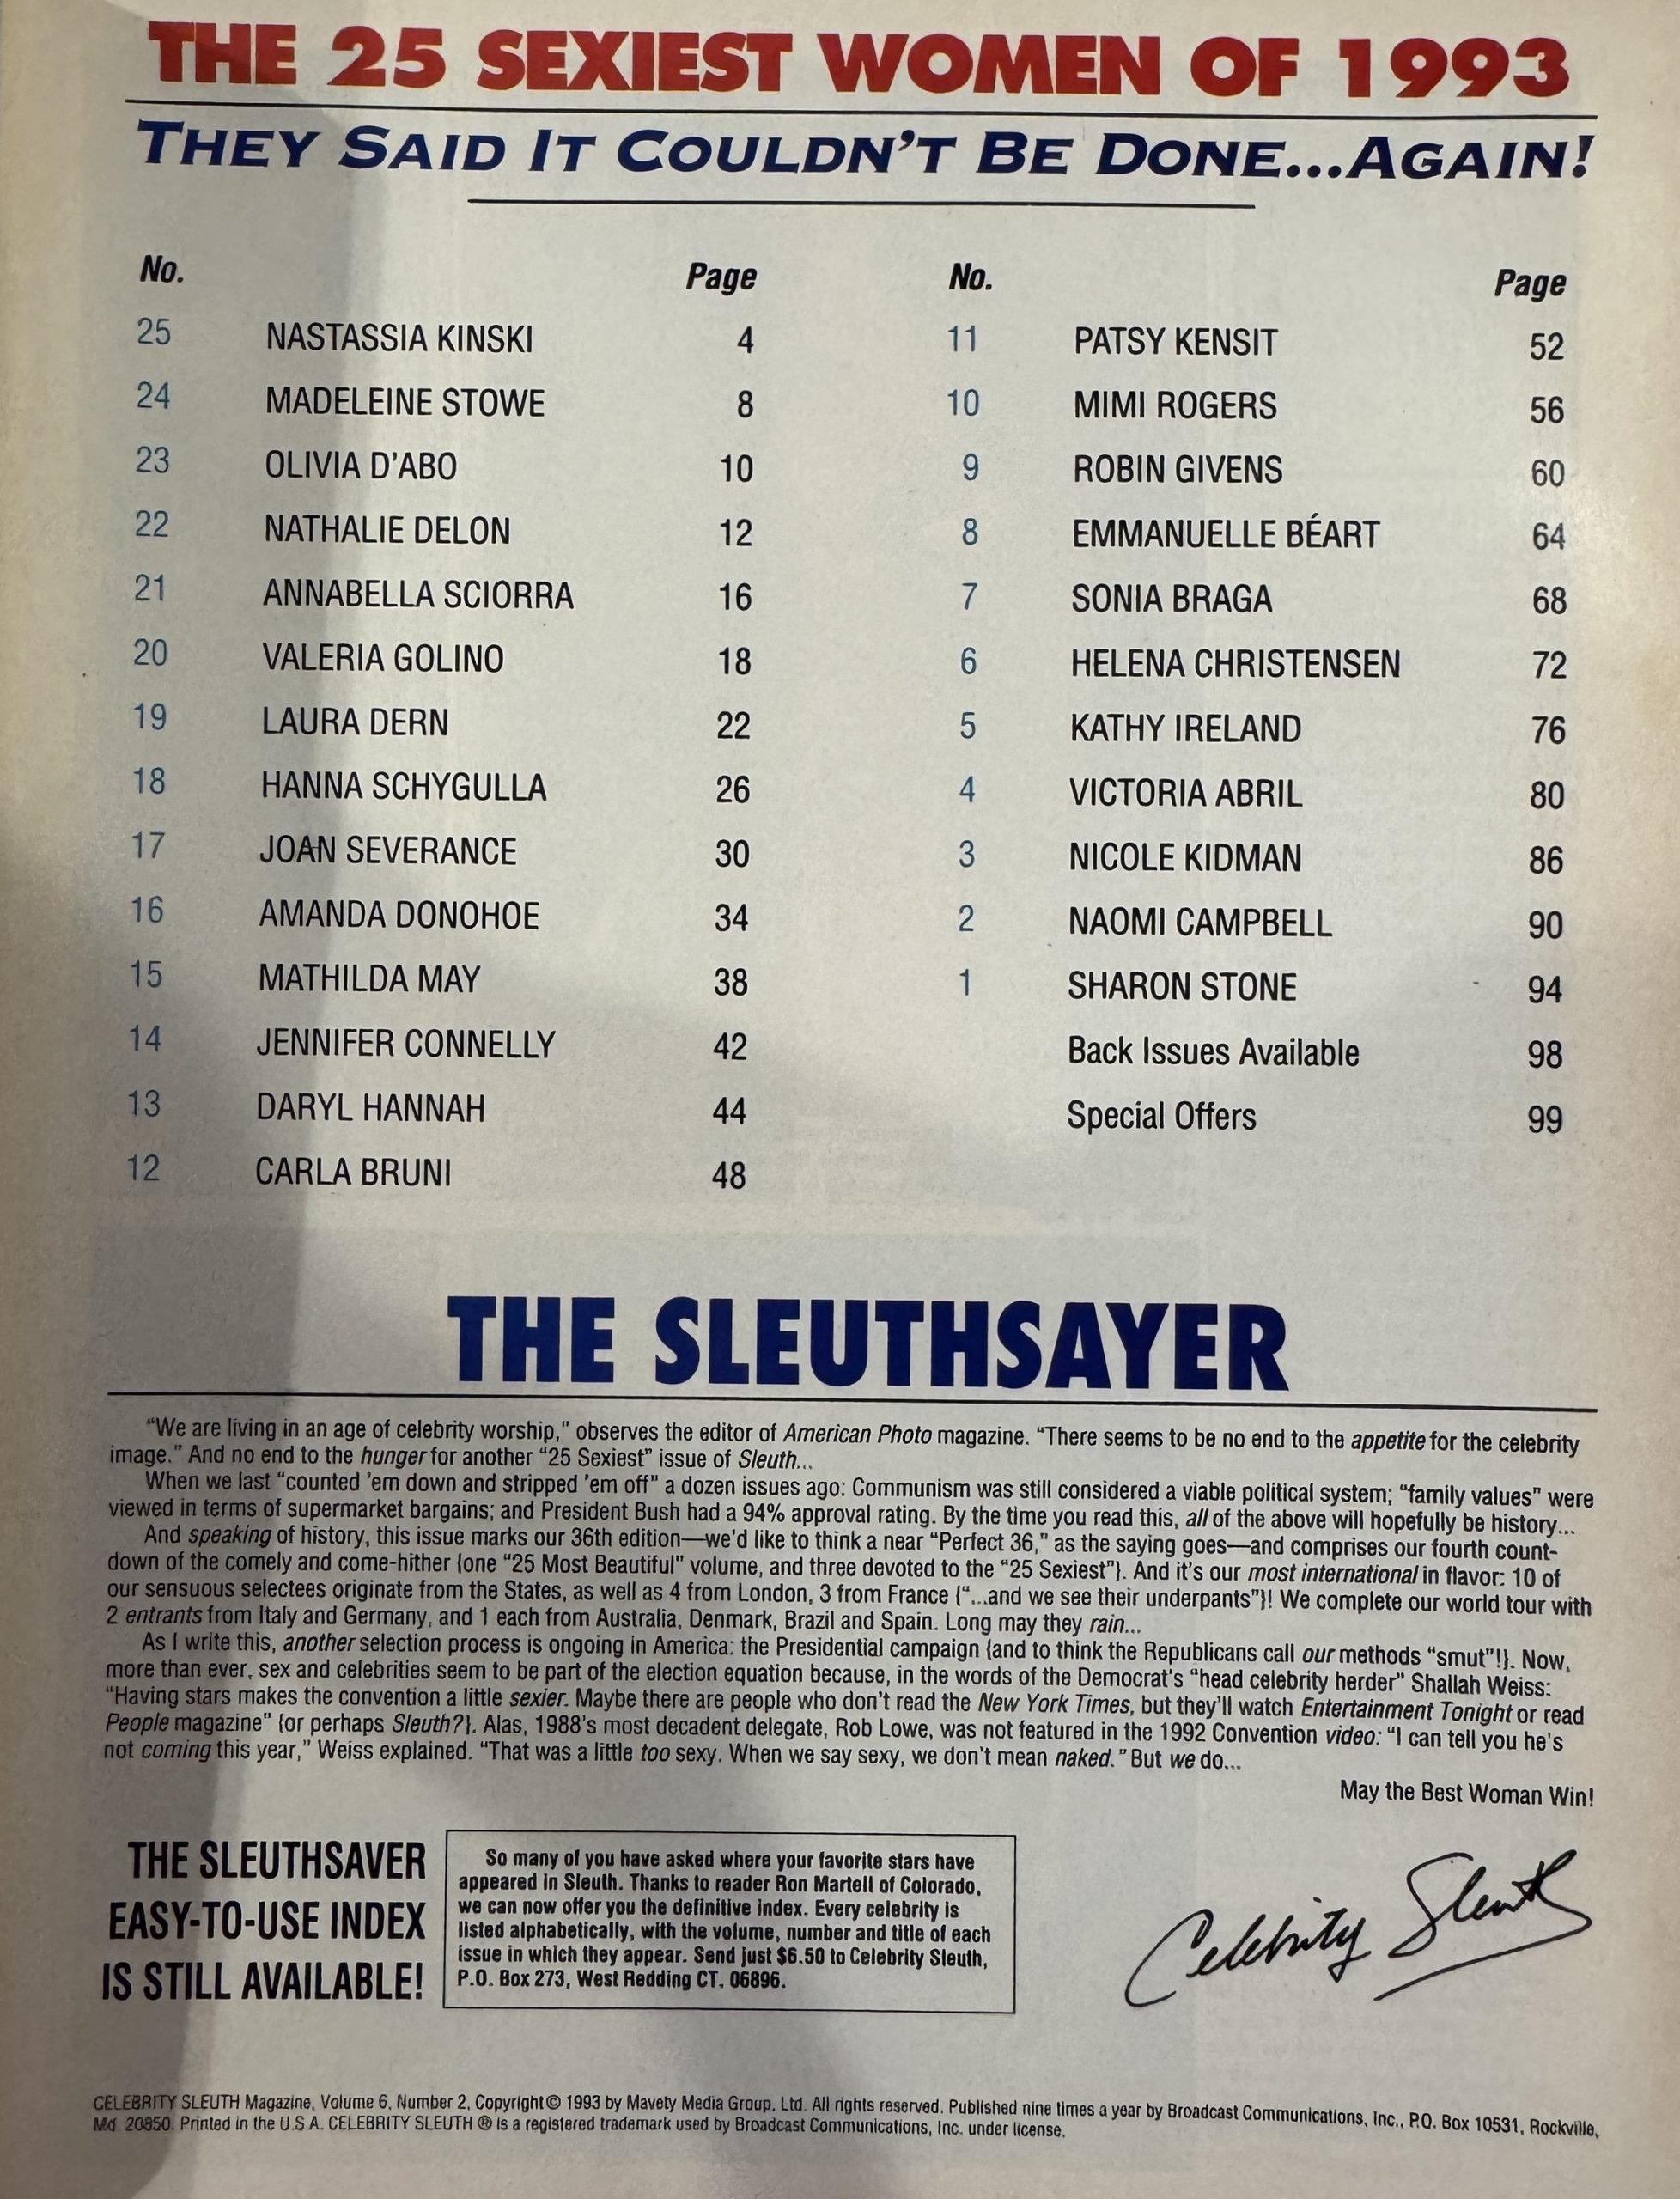 THE 25 SEXIEST WOMEN OF 1993
THEY SAID IT COULDN'T BE DONE...AGAIN!
No. Page
25 NASTASSIA KINSKI 4
24 MADELEINE STOWE 8
23 OLIVIA D'ABO 10
22 NATHALIE DELON 12
21 ANNABELLA SCIORRA 16
20 VALERIA GOLINO 18
19 LAURA DERN 22
18 HANNA SCHYGULLA 26
17 JOAN SEVERANCE 30
16 AMANDA DONOHOE 34
15 MATHILDA MAY 38
14 JENNIFER CONNELLY 42
13 DARYL HANNAH 44
12 CARLA BRUNI 48
No. Page
11 PATSY KENSIT 52
10 MIMI ROGERS 56
9 ROBIN GIVENS 60
8 EMMANUELLE BÉART 64
7 SONIA BRAGA 68
6 HELENA CHRISTENSEN 72
5 KATHY IRELAND 76
4 VICTORIA ABRIL 80
3 NICOLE KIDMAN 86
2 NAOMI CAMPBELL 90
1 SHARON STONE 94
Back Issues Available 98
Special Offers 99
THE SLEUTHSAYER
"We are living in an age of celebrity worship," observes the editor of American Photo magazine. "There seems to be no end to the appetite for the celebrity
image." And no end to the hunger for another "25 Sexiest" issue of Sleuth...
When we last "counted 'em down and stripped 'em off" a dozen issues ago: Communism was still considered a viable political system; "family values" were
viewed in terms of supermarket bargains; and President Bush had a 94% approval rating. By the time you read this, all of the above will hopefully be history...
And speaking of history, this issue marks our 36th edition—we'd like to think a near "Perfect 36," as the saying goes—and comprises our fourth count-
down of the comely and come-hither {one "25 Most Beautiful" volume, and three devoted to the "25 Sexiest"}. And it's our most international in flavor: 10 of
our sensuous selectees originate from the States, as well as 4 from London, 3 from France {"...and we see their underpants"}! We complete our world tour with
2 entrants from Italy and Germany, and 1 each from Australia, Denmark, Brazil and Spain. Long may they rain...
As I write this, another selection process is ongoing in America: the Presidential campaign {and to think the Republicans call our methods "smut"!}. Now,
more than ever, sex and celebrities seem to be part of the election equation because, in the words of the Democrat's "head celebrity herder" Shallah Weiss:
"Having stars makes the convention a little sexier. Maybe there are people who don't read the New York Times, but they'll watch Entertainment Tonight or read
People magazine" {or perhaps Sleuth?}. Alas, 1988's most decadent delegate, Rob Lowe, was not featured in the 1992 Convention video: "I can tell you he's
not coming this year," Weiss explained. "That was a little too sexy. When we say sexy, we don't mean naked." But we do...
May the Best Woman Win!
Celebrity Sleuth
THE SLEUTHSAVER
EASY-TO-USE INDEX
IS STILL AVAILABLE!
So many of you have asked where your favorite stars have
appeared in Sleuth. Thanks to reader Ron Martell of Colorado,
we can now offer you the definitive index. Every celebrity is
listed alphabetically, with the volume, number and title of each
issue in which they appear. Send just $6.50 to Celebrity Sleuth,
P.O. Box 273, West Redding CT. 06896.
CELEBRITY SLEUTH Magazine, Volume 6, Number 2, Copyright © 1993 by Mavety Media Group, Ltd. All rights reserved. Published nine times a year by Broadcast Communications, Inc., P.O. Box 10531, Rockville,
Md. 20850. Printed in the U.S.A. CELEBRITY SLEUTH ® is a registered trademark used by Broadcast Communications, Inc. under license.